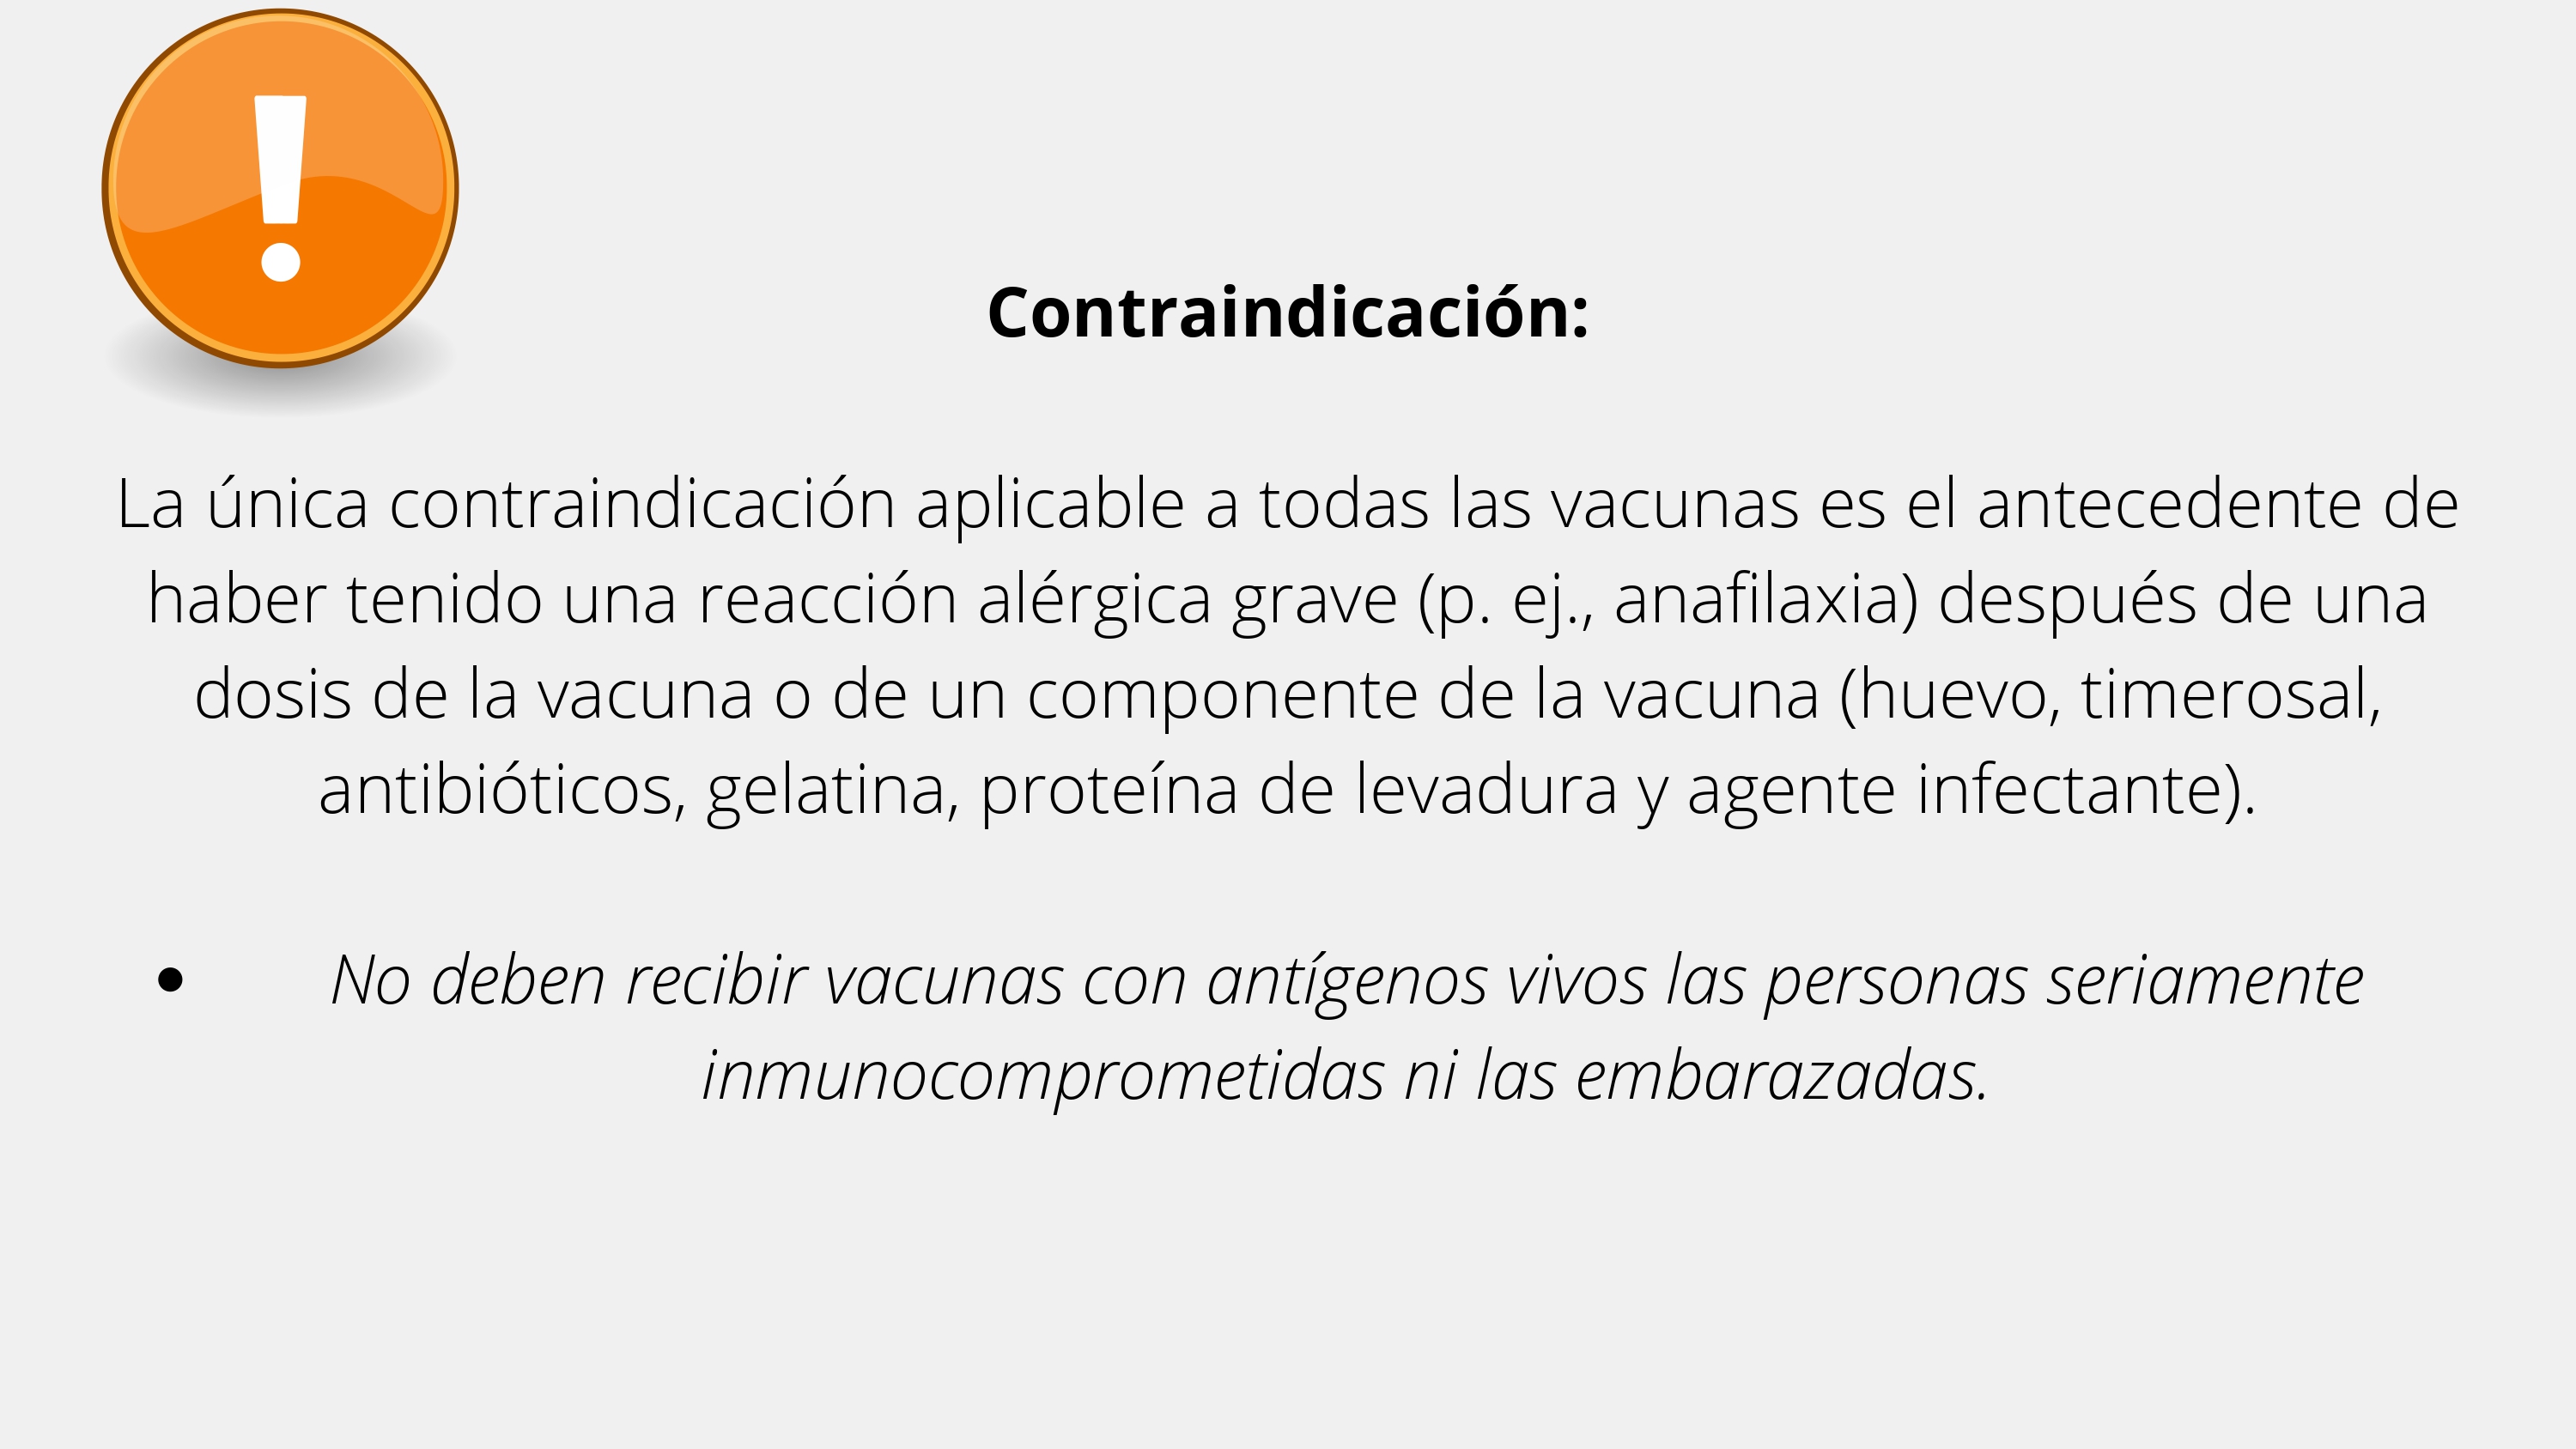 Contraindicación:
La única contraindicación aplicable a todas las vacunas es el antecedente de
haber tenido una reacción alérgica grave (p. ej., anafilaxia) después de una
dosis de la vacuna o de un componente de la vacuna (huevo, timerosal,
antibióticos, gelatina, proteína de levadura y agente infectante).
• No deben recibir vacunas con antígenos vivos las personas seriamente
inmunocomprometidas ni las embarazadas.